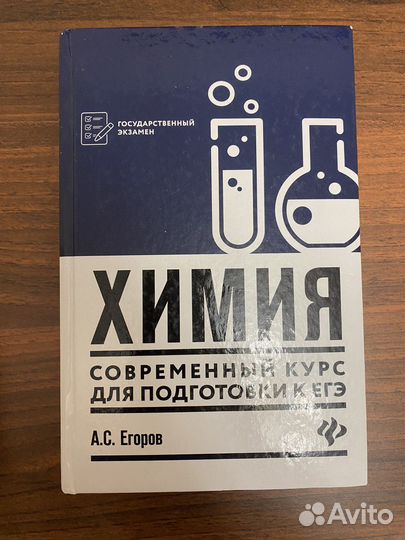 ГОСУДАРСТВЕННЫЙ
ЭКЗАМЕН
ХИМИЯ
СОВРЕМЕННЫЙ КУРС
ДЛЯ ПОДГОТОВКИ К ЕГЭ
А.С. Егоров
Avito